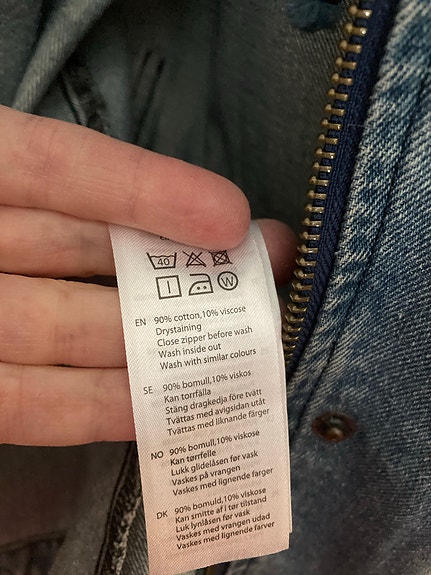 40
W
EN 90% cotton,10% viscose
Drystaining
Close zipper before wash
Wash inside out
Wash with similar colours
SE 90% bomull,10% viskos
Kan torrfälla
Stäng dragkedja före tvätt
Tvättas med avigsidan utåt
Tvättas med liknande färger
NO 90% bomull,10% viskose
Kan tørrfelle
Lukk glidelåsen før vask
Vaskes på vrangen
Vaskes med lignende farger
DK 90% bomuld,10% viskose
Kan smitte af i tør tilstand
Luk lynlåsen før vask
Vaskes med vrangen udad
Vaskes med lignende farver